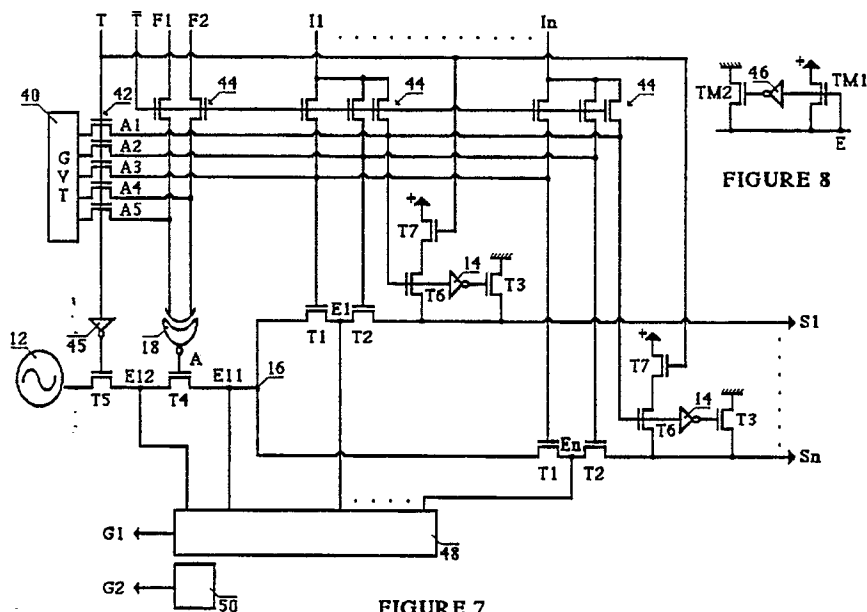 T T̅ F1 F2 I1 In
40 42 44 44 44
G
V
T
A1
A2
A3
A4
A5
+
TM2 46 TM1
E̅
FIGURE 8
+
T7
14
T6 T3
45 18
E1
T1 T2 S1
12 A 16
E12 E11
T5 T4
+
T7
14
T6 T3
En
T1 T2 Sn
G1 48
G2 50
FIGURE 7